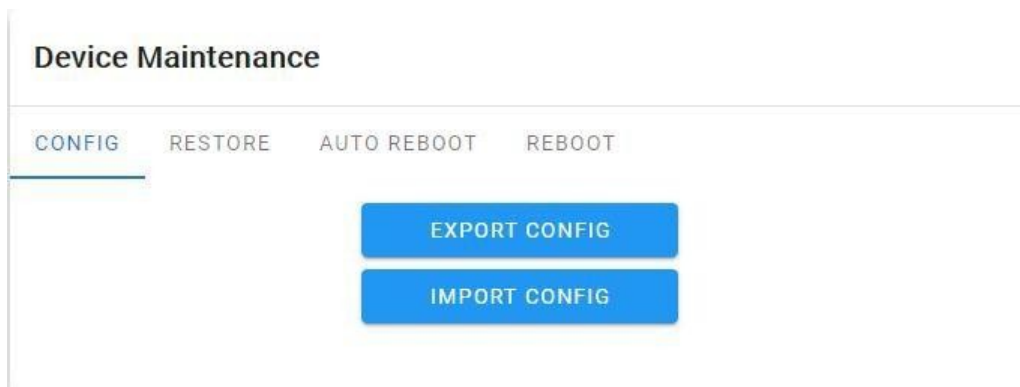 Device Maintenance
CONFIG RESTORE AUTO REBOOT REBOOT
EXPORT CONFIG
IMPORT CONFIG